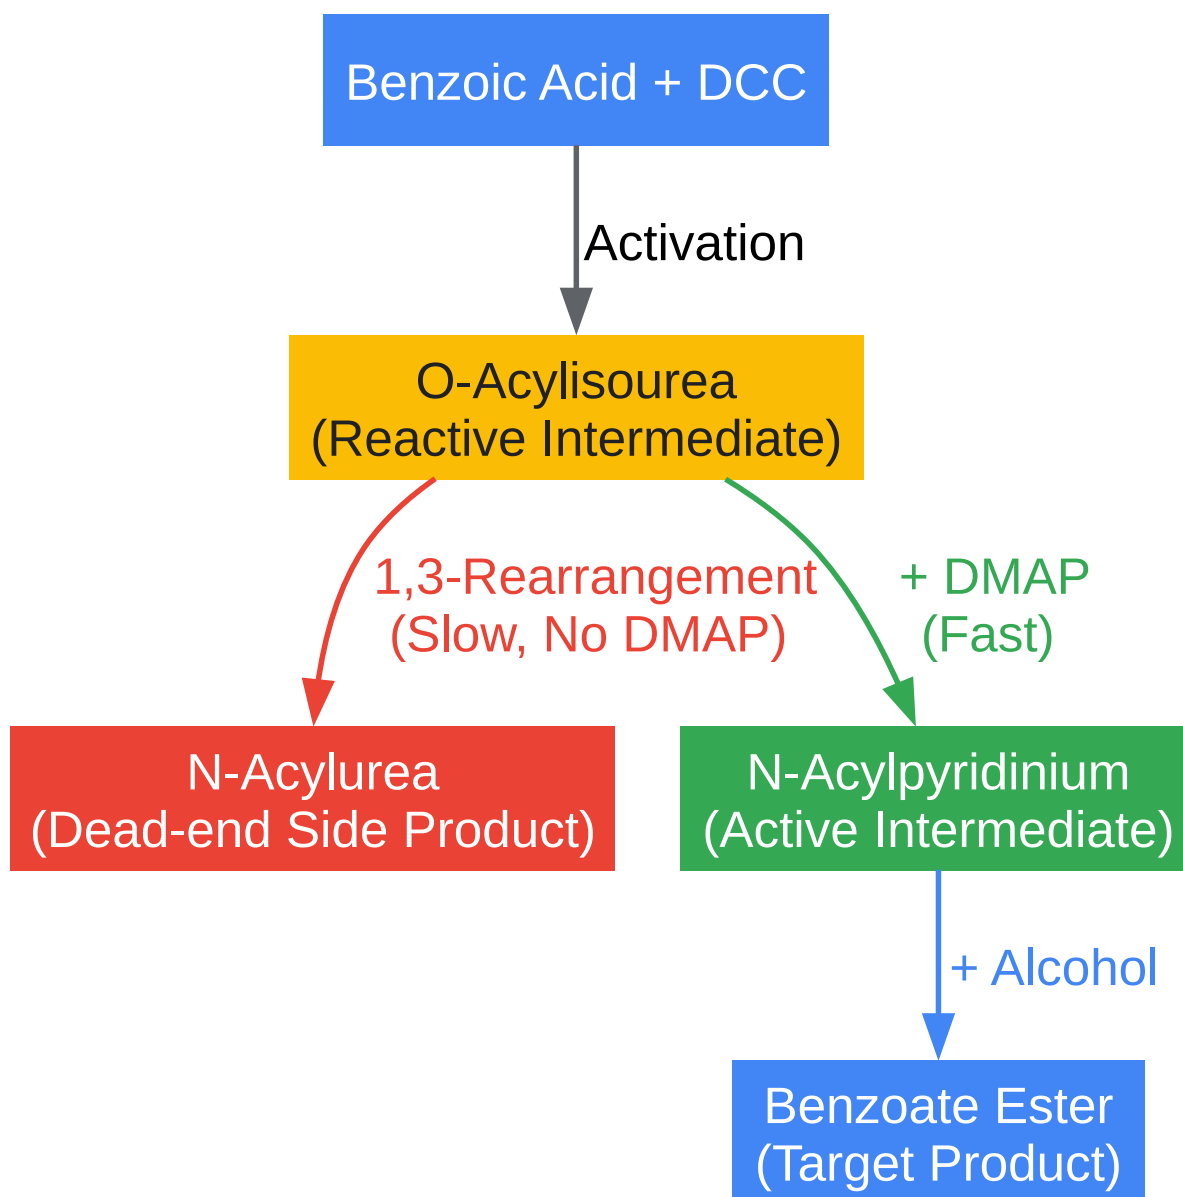 Benzoic Acid + DCC
Activation
O-Acylisourea
(Reactive Intermediate)
1,3-Rearrangement
(Slow, No DMAP)
+ DMAP
(Fast)
N-Acylurea
(Dead-end Side Product)
N-Acylpyridinium
(Active Intermediate)
+ Alcohol
Benzoate Ester
(Target Product)